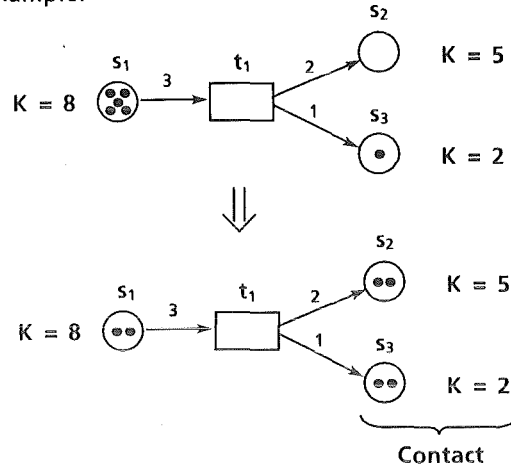 ample:
s₂
s₁ 3 t₁ 2 K = 5
K = 8
1 s₃
K = 2
s₂
s₁ 3 t₁ 2 K = 5
K = 8
1 s₃
K = 2
Contact